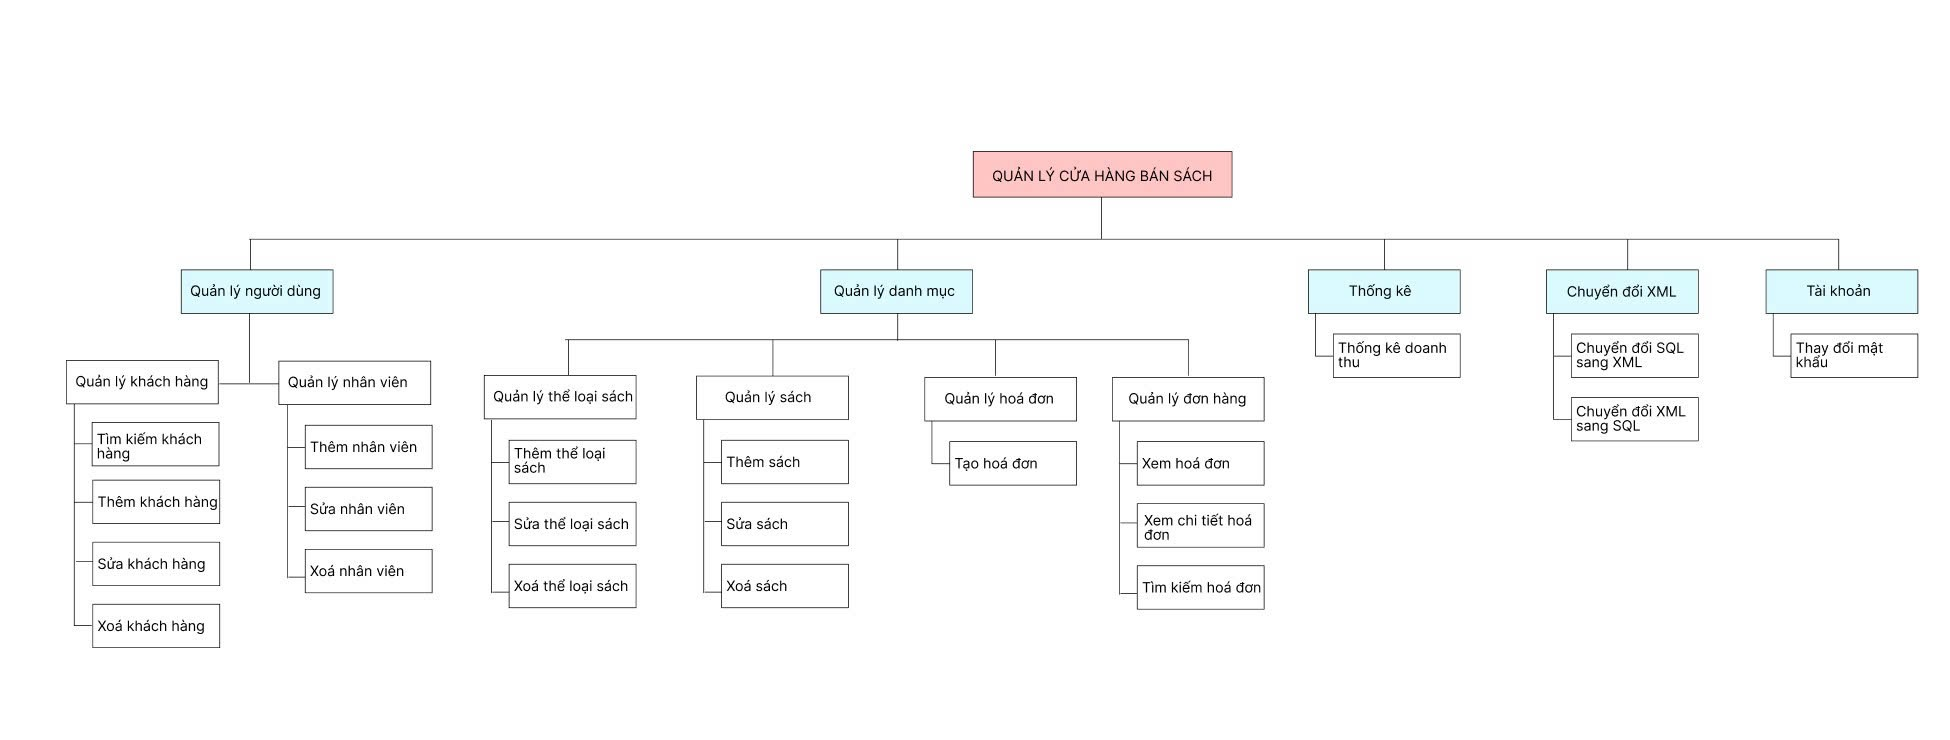 QUẢN LÝ CỬA HÀNG BÁN SÁCH
Quản lý người dùng
Quản lý danh mục
Thống kê
Chuyển đổi XML
Tài khoản
Quản lý khách hàng
Tìm kiếm khách
hàng
Thêm khách hàng
Sửa khách hàng
Xoá khách hàng
Quản lý nhân viên
Thêm nhân viên
Sửa nhân viên
Xoá nhân viên
Quản lý thể loại sách
Thêm thể loại
sách
Sửa thể loại sách
Xoá thể loại sách
Quản lý sách
Thêm sách
Sửa sách
Xoá sách
Quản lý hoá đơn
Tạo hoá đơn
Quản lý đơn hàng
Xem hoá đơn
Xem chi tiết hoá
đơn
Tìm kiếm hoá đơn
Thống kê doanh
thu
Chuyển đổi SQL
sang XML
Chuyển đổi XML
sang SQL
Thay đổi mật
khẩu